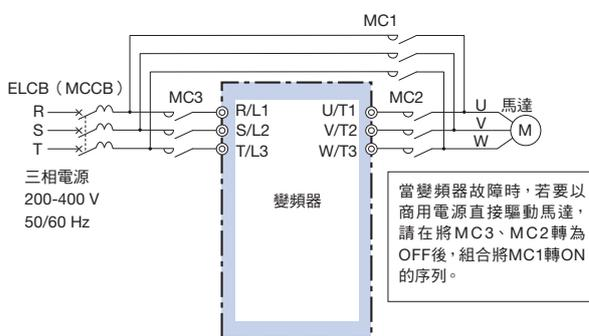 MC1
ELCB（MCCB）
MC3
MC2
R
S
T
R/L1
S/L2
T/L3
U/T1
V/T2
W/T3
U
V
W
馬達
M
三相電源
200-400 V
50/60 Hz
變頻器
當變頻器故障時，若要以
商用電源直接驅動馬達，
請在將MC3、MC2轉為
OFF後，組合將MC1轉ON
的序列。